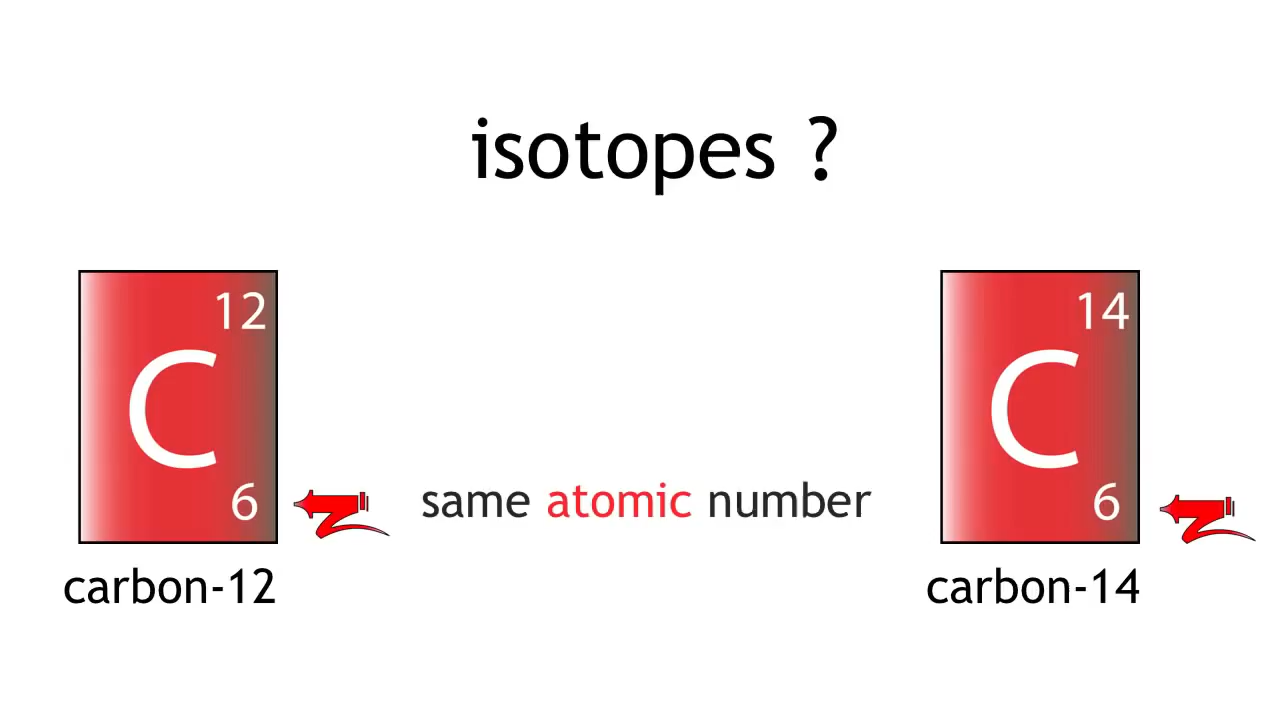 isotopes ?
12
C
6
carbon-12
same atomic number
14
C
6
carbon-14